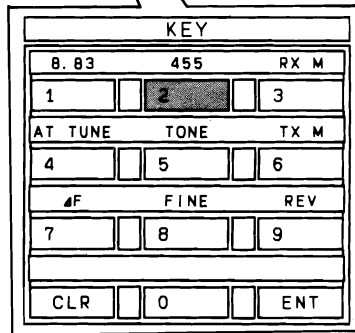 KEY
8.83 455 RX M
1 2 3
AT TUNE TONE TX M
4 5 6
⊿F FINE REV
7 8 9
CLR 0 ENT